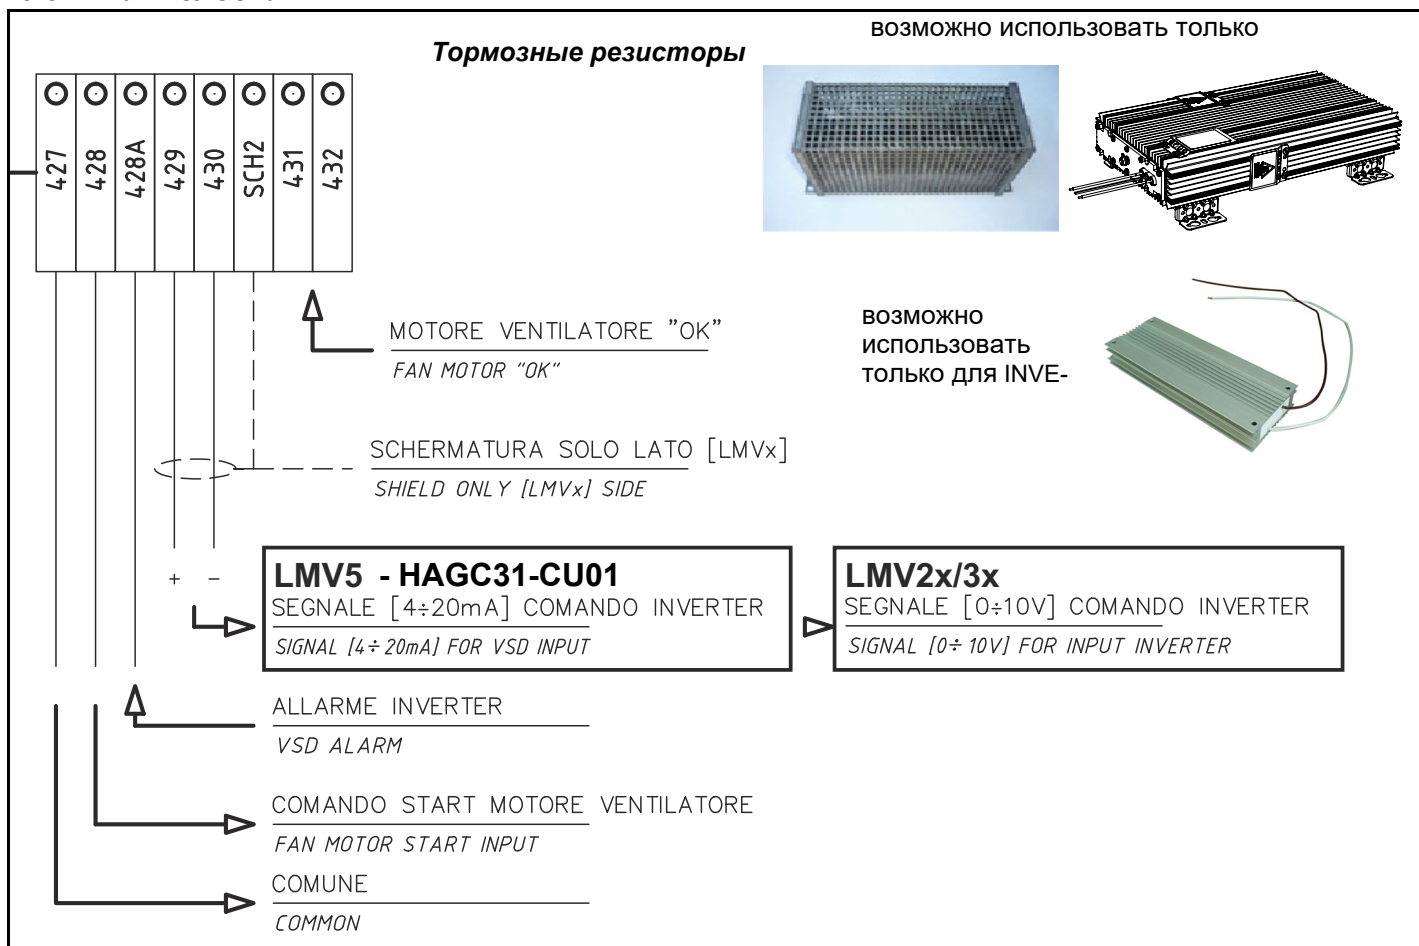 возможно использовать только
Тормозные резисторы
427
428
428A
429
430
SCH2
431
432
MOTORE VENTILATORE "OK"
FAN MOTOR "OK"
возможно
использовать
только для INVE-
SCHERMATURA SOLO LATO [LMVx]
SHIELD ONLY [LMVx] SIDE
+ −
LMV5 - HAGC31-CU01
SEGNALE [4÷20mA] COMANDO INVERTER
SIGNAL [4÷20mA] FOR VSD INPUT
LMV2x/3x
SEGNALE [0÷10V] COMANDO INVERTER
SIGNAL [0÷10V] FOR INPUT INVERTER
ALLARME INVERTER
VSD ALARM
COMANDO START MOTORE VENTILATORE
FAN MOTOR START INPUT
COMUNE
COMMON